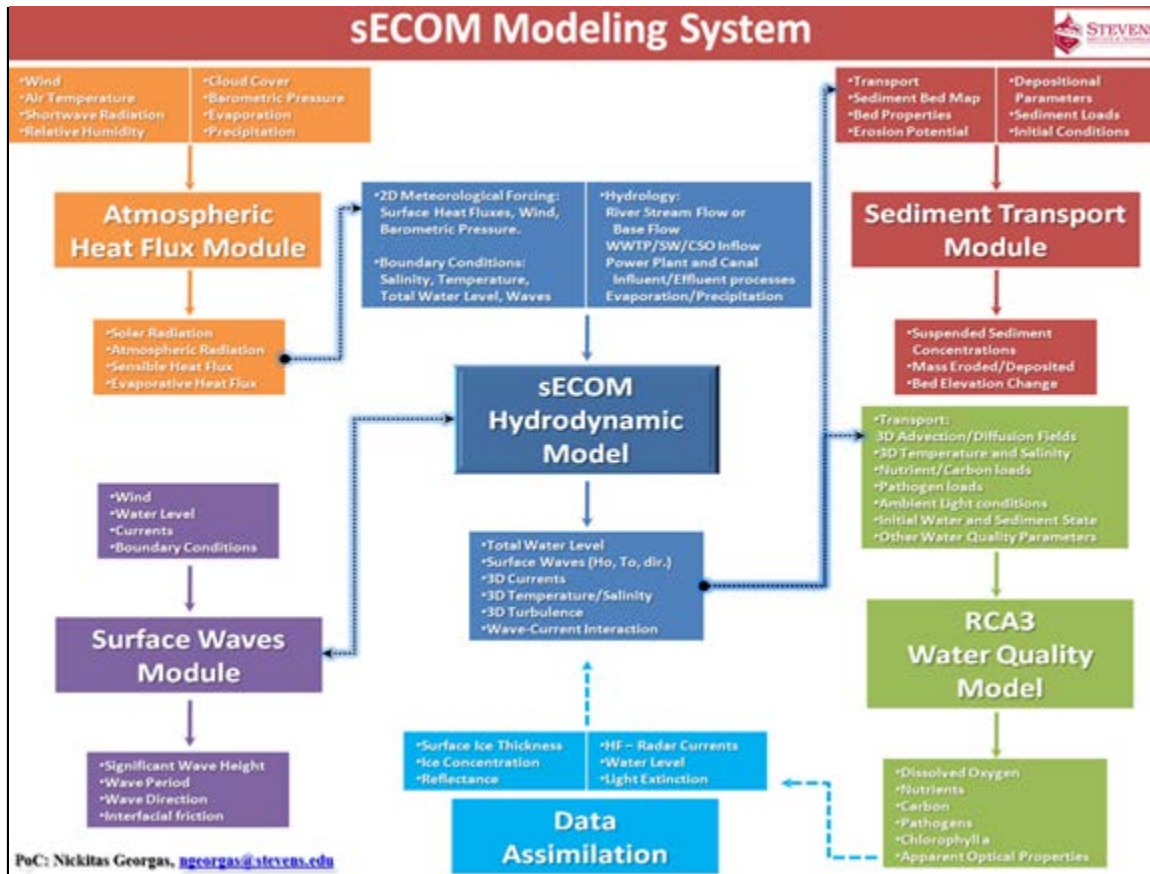 sECOM Modeling System
STEVENS
•Wind
•Air Temperature
•Shortwave Radiation
•Relative Humidity
•Cloud Cover
•Barometric Pressure
•Evaporation
•Precipitation
Atmospheric
Heat Flux Module
•Solar Radiation
•Atmospheric Radiation
•Sensible Heat Flux
•Evaporative Heat Flux
•2D Meteorological Forcing:
Surface Heat Fluxes, Wind,
Barometric Pressure.
•Boundary Conditions:
Salinity, Temperature,
Total Water Level, Waves
•Hydrology:
River Stream Flow or
Base Flow
WWTP/SW/CSO Inflow
Power Plant and Canal
Influent/Effluent processes
Evaporation/Precipitation
sECOM
Hydrodynamic
Model
•Total Water Level
•Surface Waves (Ho, To, dir.)
•3D Currents
•3D Temperature/Salinity
•3D Turbulence
•Wave-Current Interaction
•Transport
•Sediment Bed Map
•Bed Properties
•Erosion Potential
•Depositional
Parameters
•Sediment Loads
•Initial Conditions
Sediment Transport
Module
•Suspended Sediment
Concentrations
•Mass Eroded/Deposited
•Bed Elevation Change
•Transport:
3D Advection/Diffusion Fields
•3D Temperature and Salinity
•Nutrient/Carbon loads
•Pathogen loads
•Ambient Light conditions
•Initial Water and Sediment State
•Other Water Quality Parameters
RCA3
Water Quality
Model
•Dissolved Oxygen
•Nutrients
•Carbon
•Pathogens
•Chlorophyll a
•Apparent Optical Properties
•Wind
•Water Level
•Currents
•Boundary Conditions
Surface Waves
Module
•Significant Wave Height
•Wave Period
•Wave Direction
•Interfacial friction
•Surface Ice Thickness
•Ice Concentration
•Reflectance
•HF – Radar Currents
•Water Level
•Light Extinction
Data
Assimilation
PoC: Nickitas Georgas, ngeorgas@stevens.edu